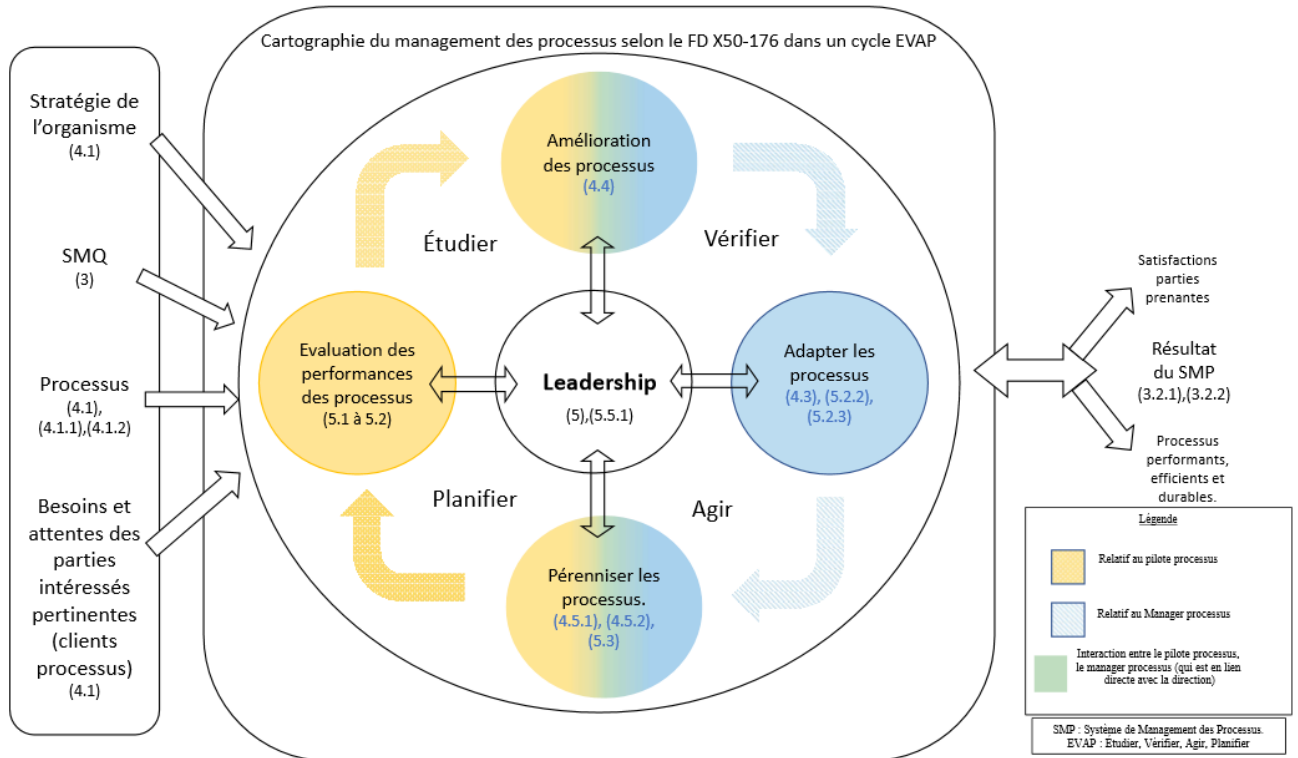 Cartographie du management des processus selon le FD X50-176 dans un cycle EVAP
Stratégie de
l'organisme
(4.1)
SMQ
(3)
Processus
(4.1),
(4.1.1),(4.1.2)
Besoins et
attentes des
parties
intéressés
pertinentes
(clients
processus)
(4.1)
Amélioration
des processus
(4.4)
Étudier
Vérifier
Evaluation des
performances
des processus
(5.1 à 5.2)
Leadership
(5),(5.5.1)
Adapter les
processus
(4.3), (5.2.2),
(5.2.3)
Planifier
Agir
Pérenniser les
processus.
(4.5.1), (4.5.2),
(5.3)
Satisfactions
parties
prenantes
Résultat
du SMP
(3.2.1),(3.2.2)
Processus
performants,
efficients et
durables.
Légende
Relatif au pilote processus
Relatif au Manager processus
Interaction entre le pilote processus,
le manager processus (qui est en lien
directe avec la direction)
SMP : Système de Management des Processus.
EVAP : Étudier, Vérifier, Agir, Planifier